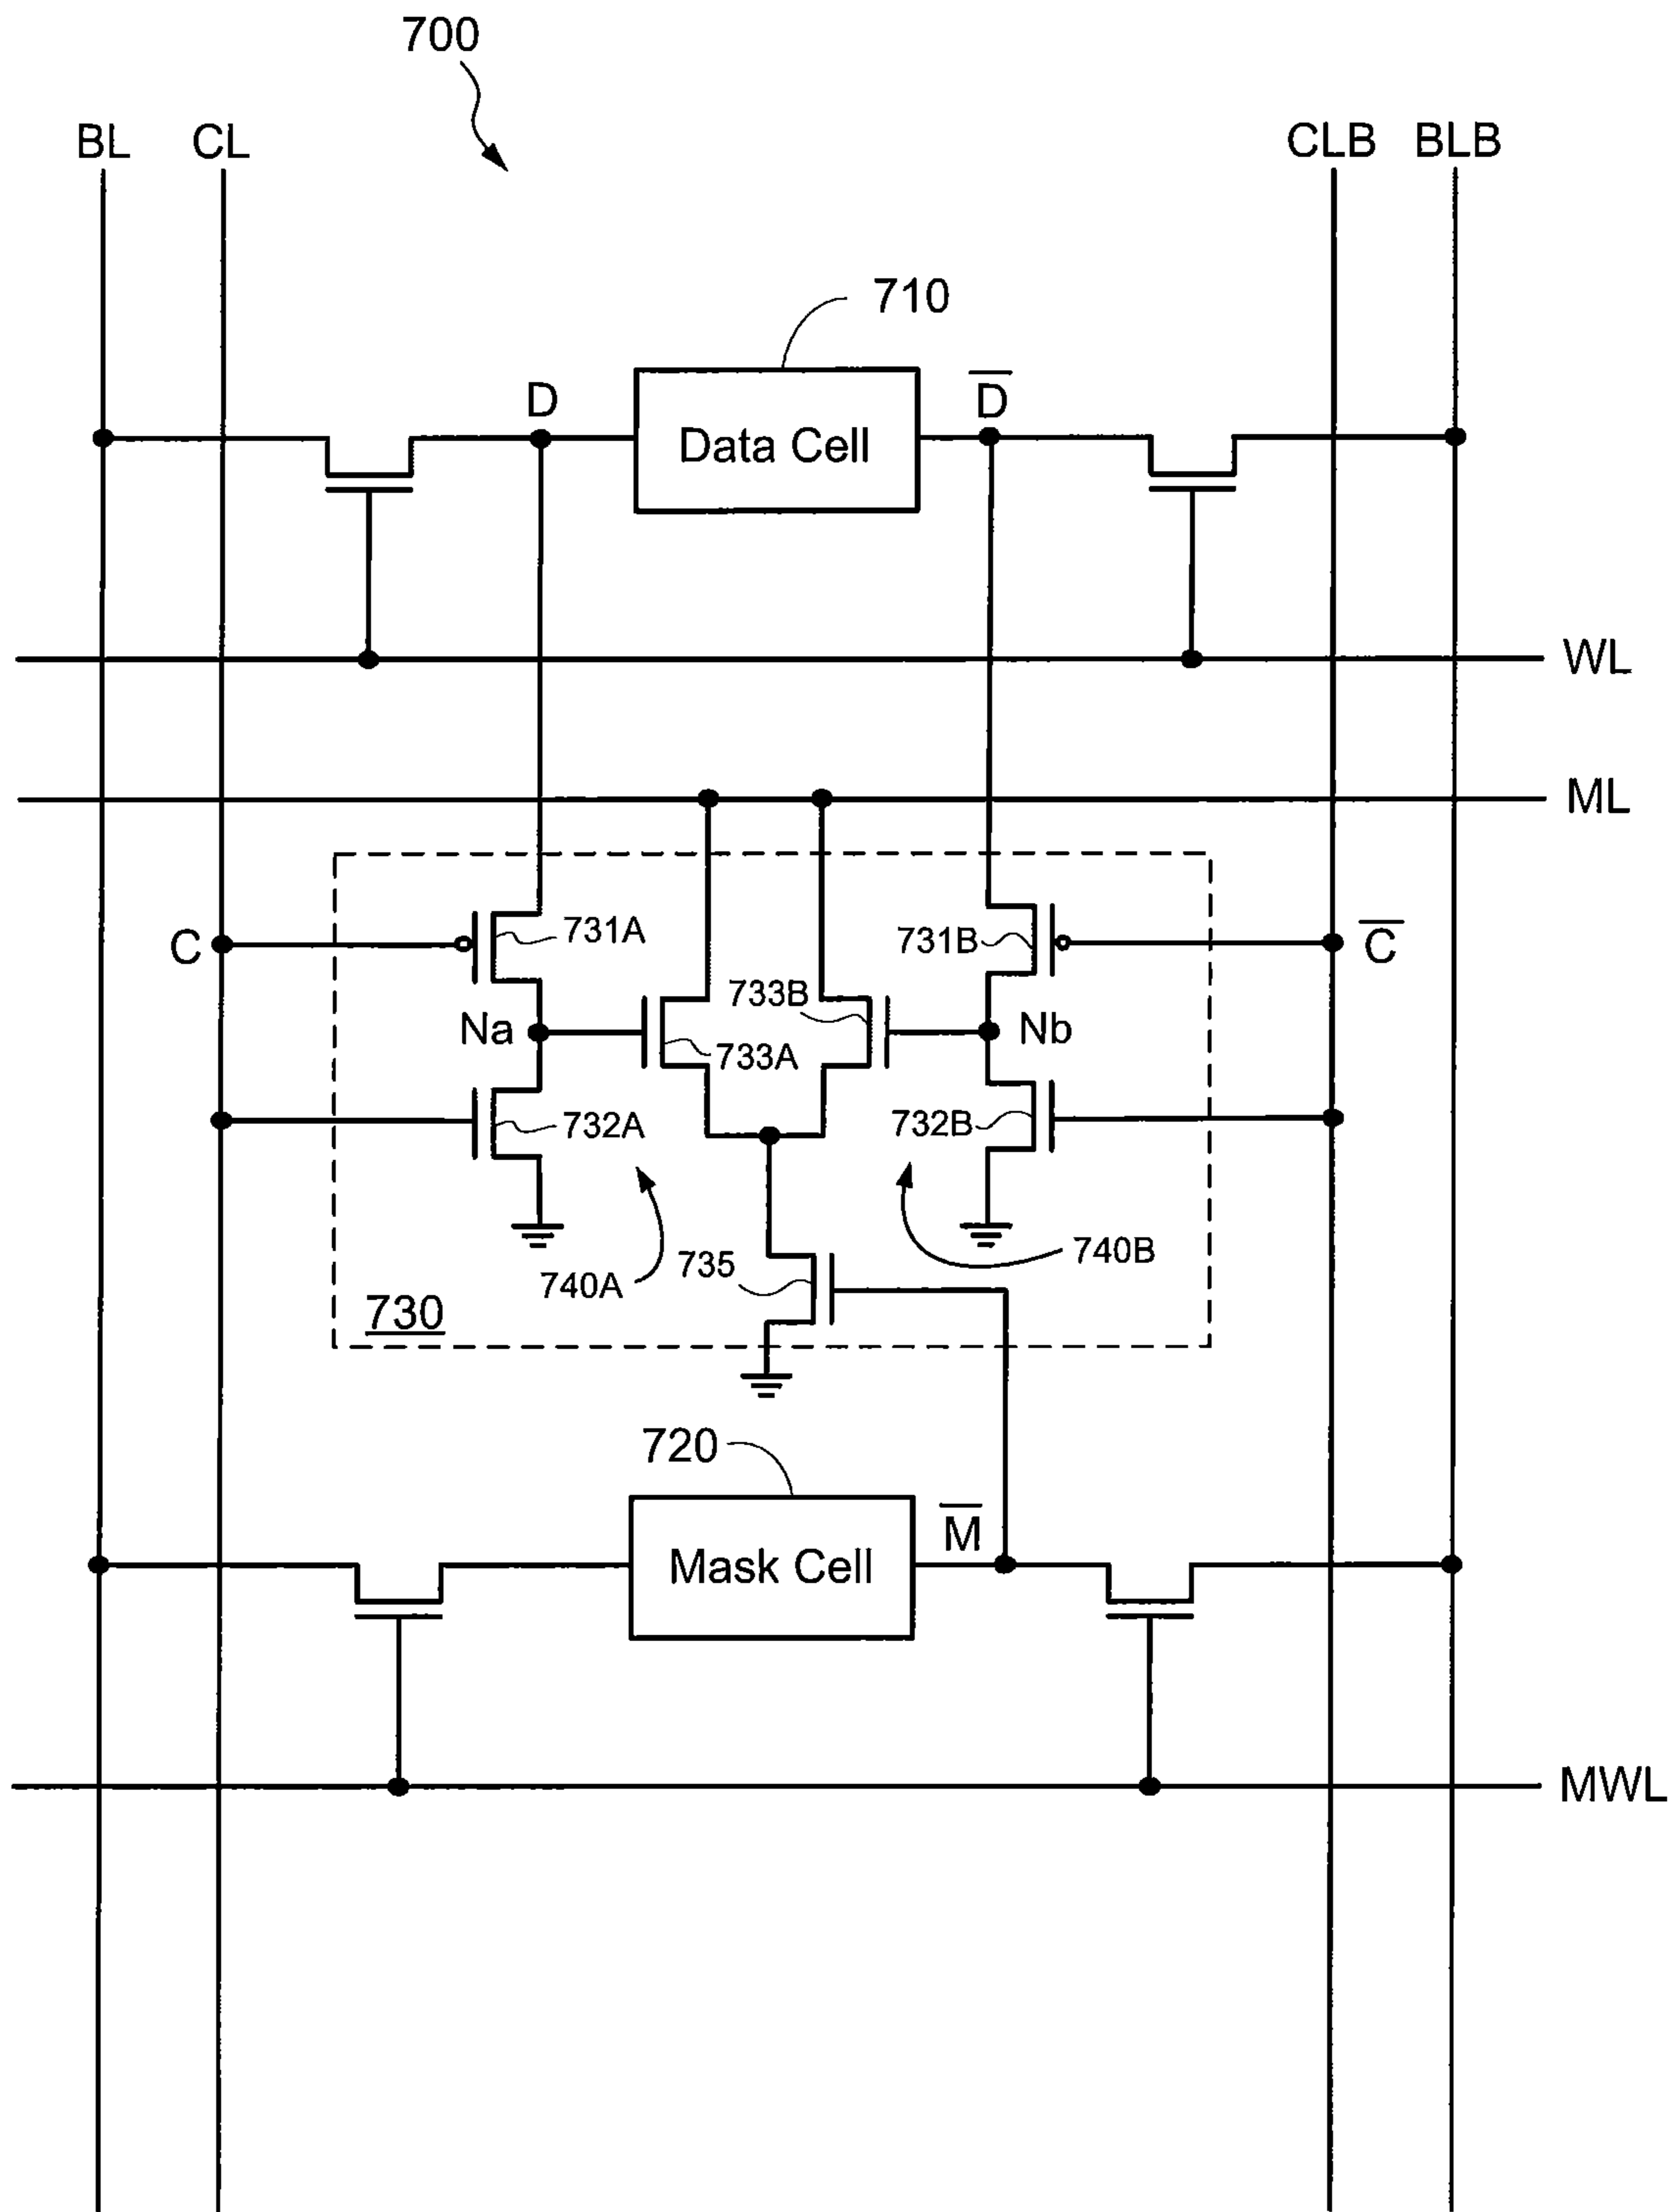 700
BL CL CLB BLB
710
D D̅
Data Cell
WL
ML
731A 731B
C C̅
733B
Na Nb
733A
732A 732B
740B
735
740A
730
720
M̅
Mask Cell
MWL